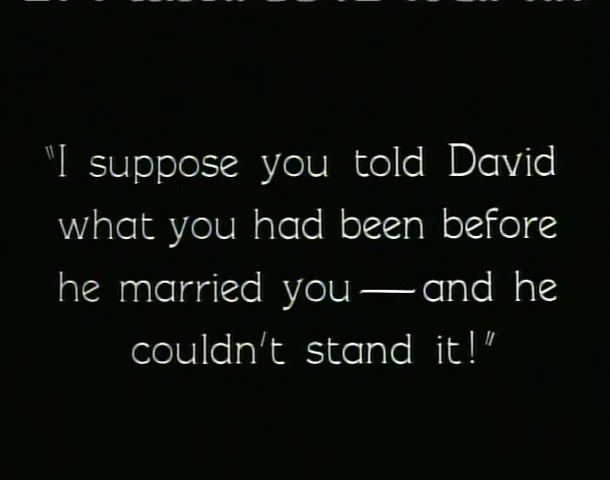 "I suppose you told David
what you had been before
he married you — and he
couldn't stand it!"